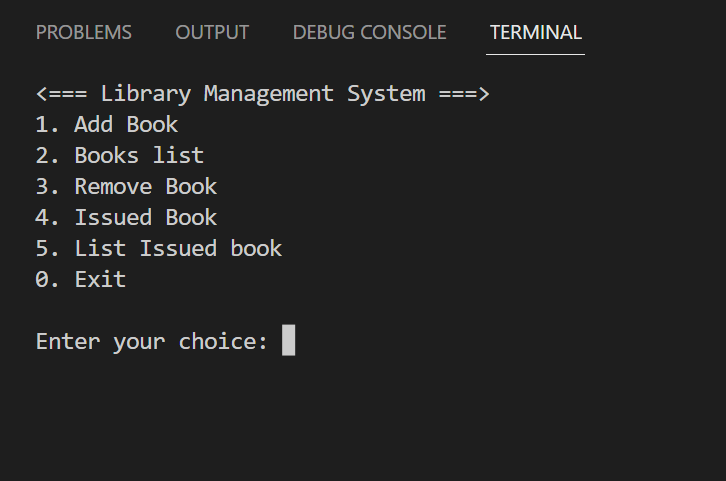 PROBLEMS OUTPUT DEBUG CONSOLE TERMINAL
<=== Library Management System ===>
1. Add Book
2. Books list
3. Remove Book
4. Issued Book
5. List Issued book
0. Exit
Enter your choice: